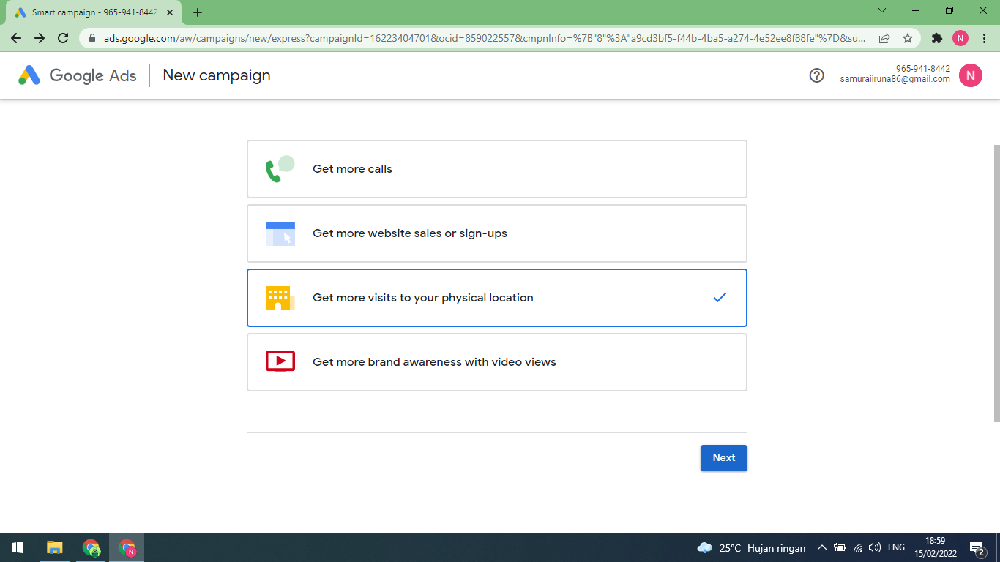 Smart campaign - 965-941-8442
ads.google.com/aw/campaigns/new/express?campaignId=16223404701&ocid=859022557&cmpnInfo=%7B"8"%3A"a9cd3bf5-f44b-4ba5-a274-4e52ee8f88fe"%7D&su...
N
Google Ads
New campaign
965-941-8442
samuraiiruna86@gmail.com
N
Get more calls
Get more website sales or sign-ups
Get more visits to your physical location
Get more brand awareness with video views
Next
N
25°C Hujan ringan
ENG
18:59
15/02/2022
2